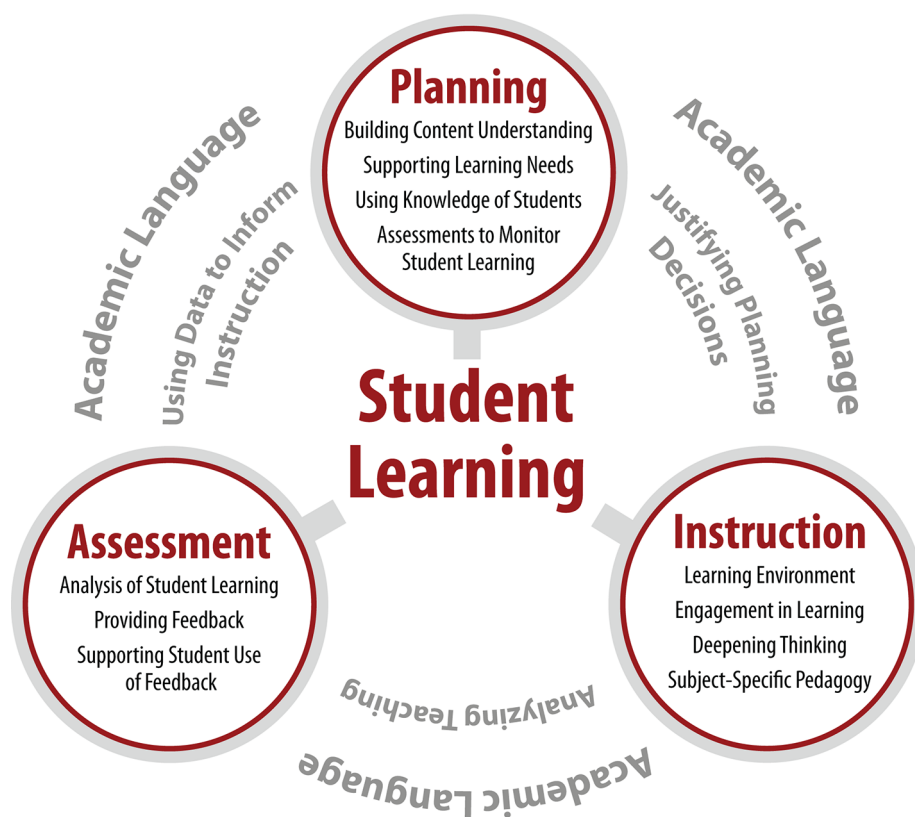 Planning
Building Content Understanding
Supporting Learning Needs
Using Knowledge of Students
Assessments to Monitor
Student Learning
Academic Language
Using Data to Inform
Instruction
Academic Language
Justifying Planning
Decisions
Student
Learning
Assessment
Analysis of Student Learning
Providing Feedback
Supporting Student Use
of Feedback
Instruction
Learning Environment
Engagement in Learning
Deepening Thinking
Subject-Specific Pedagogy
Analyzing Teaching
Academic Language